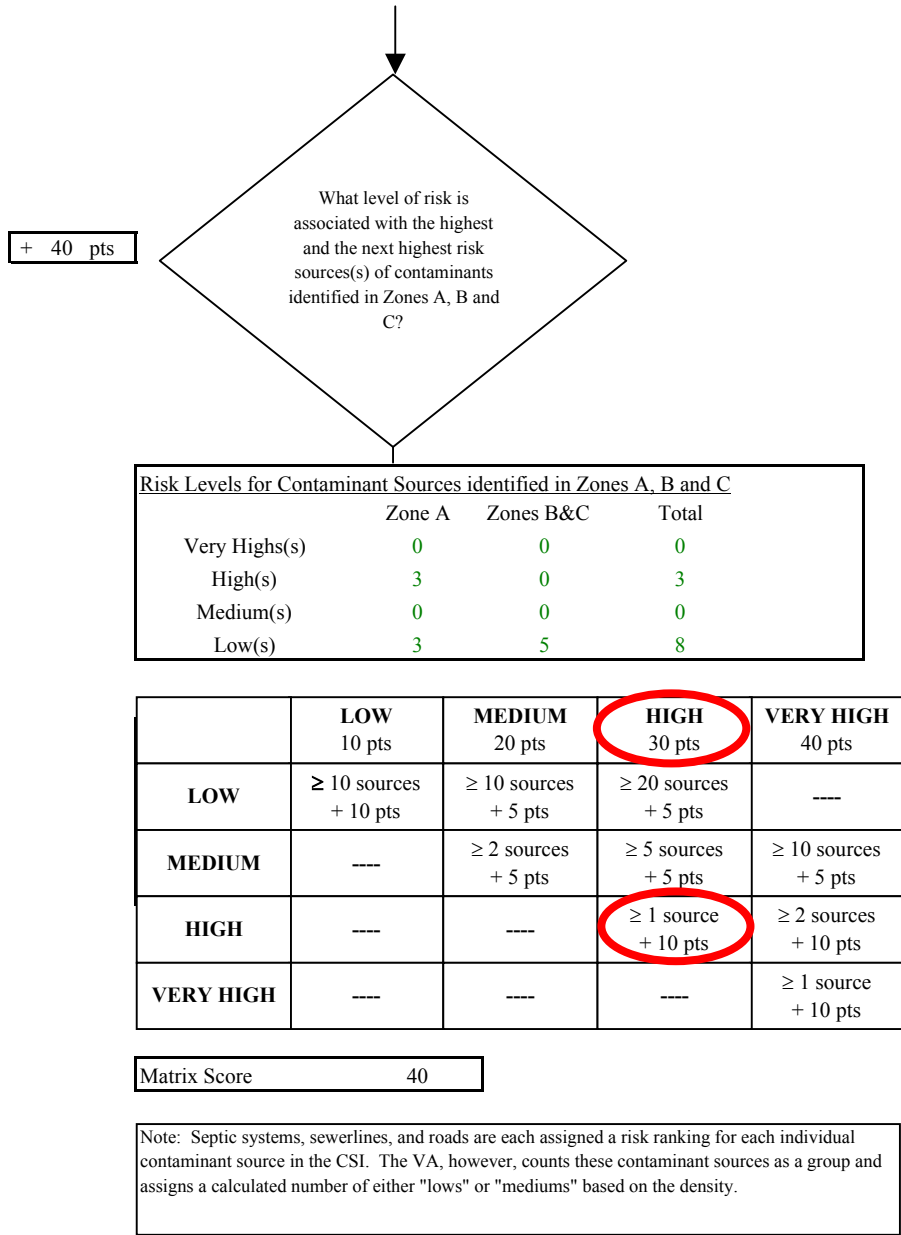 What level of risk is
associated with the highest
and the next highest risk
sources(s) of contaminants
identified in Zones A, B and
C?
+ 40 pts
Risk Levels for Contaminant Sources identified in Zones A, B and C
Zone A Zones B&C Total
Very Highs(s) 0 0 0
High(s) 3 0 3
Medium(s) 0 0 0
Low(s) 3 5 8
LOW MEDIUM HIGH VERY HIGH
10 pts 20 pts 30 pts 40 pts
LOW ≥ 10 sources ≥ 10 sources ≥ 20 sources ----
+ 10 pts + 5 pts + 5 pts
MEDIUM ---- ≥ 2 sources ≥ 5 sources ≥ 10 sources
+ 5 pts + 5 pts + 5 pts
HIGH ---- ---- ≥ 1 source ≥ 2 sources
+ 10 pts + 10 pts
VERY HIGH ---- ---- ---- ≥ 1 source
+ 10 pts
Matrix Score 40
Note: Septic systems, sewerlines, and roads are each assigned a risk ranking for each individual
contaminant source in the CSI. The VA, however, counts these contaminant sources as a group and
assigns a calculated number of either "lows" or "mediums" based on the density.